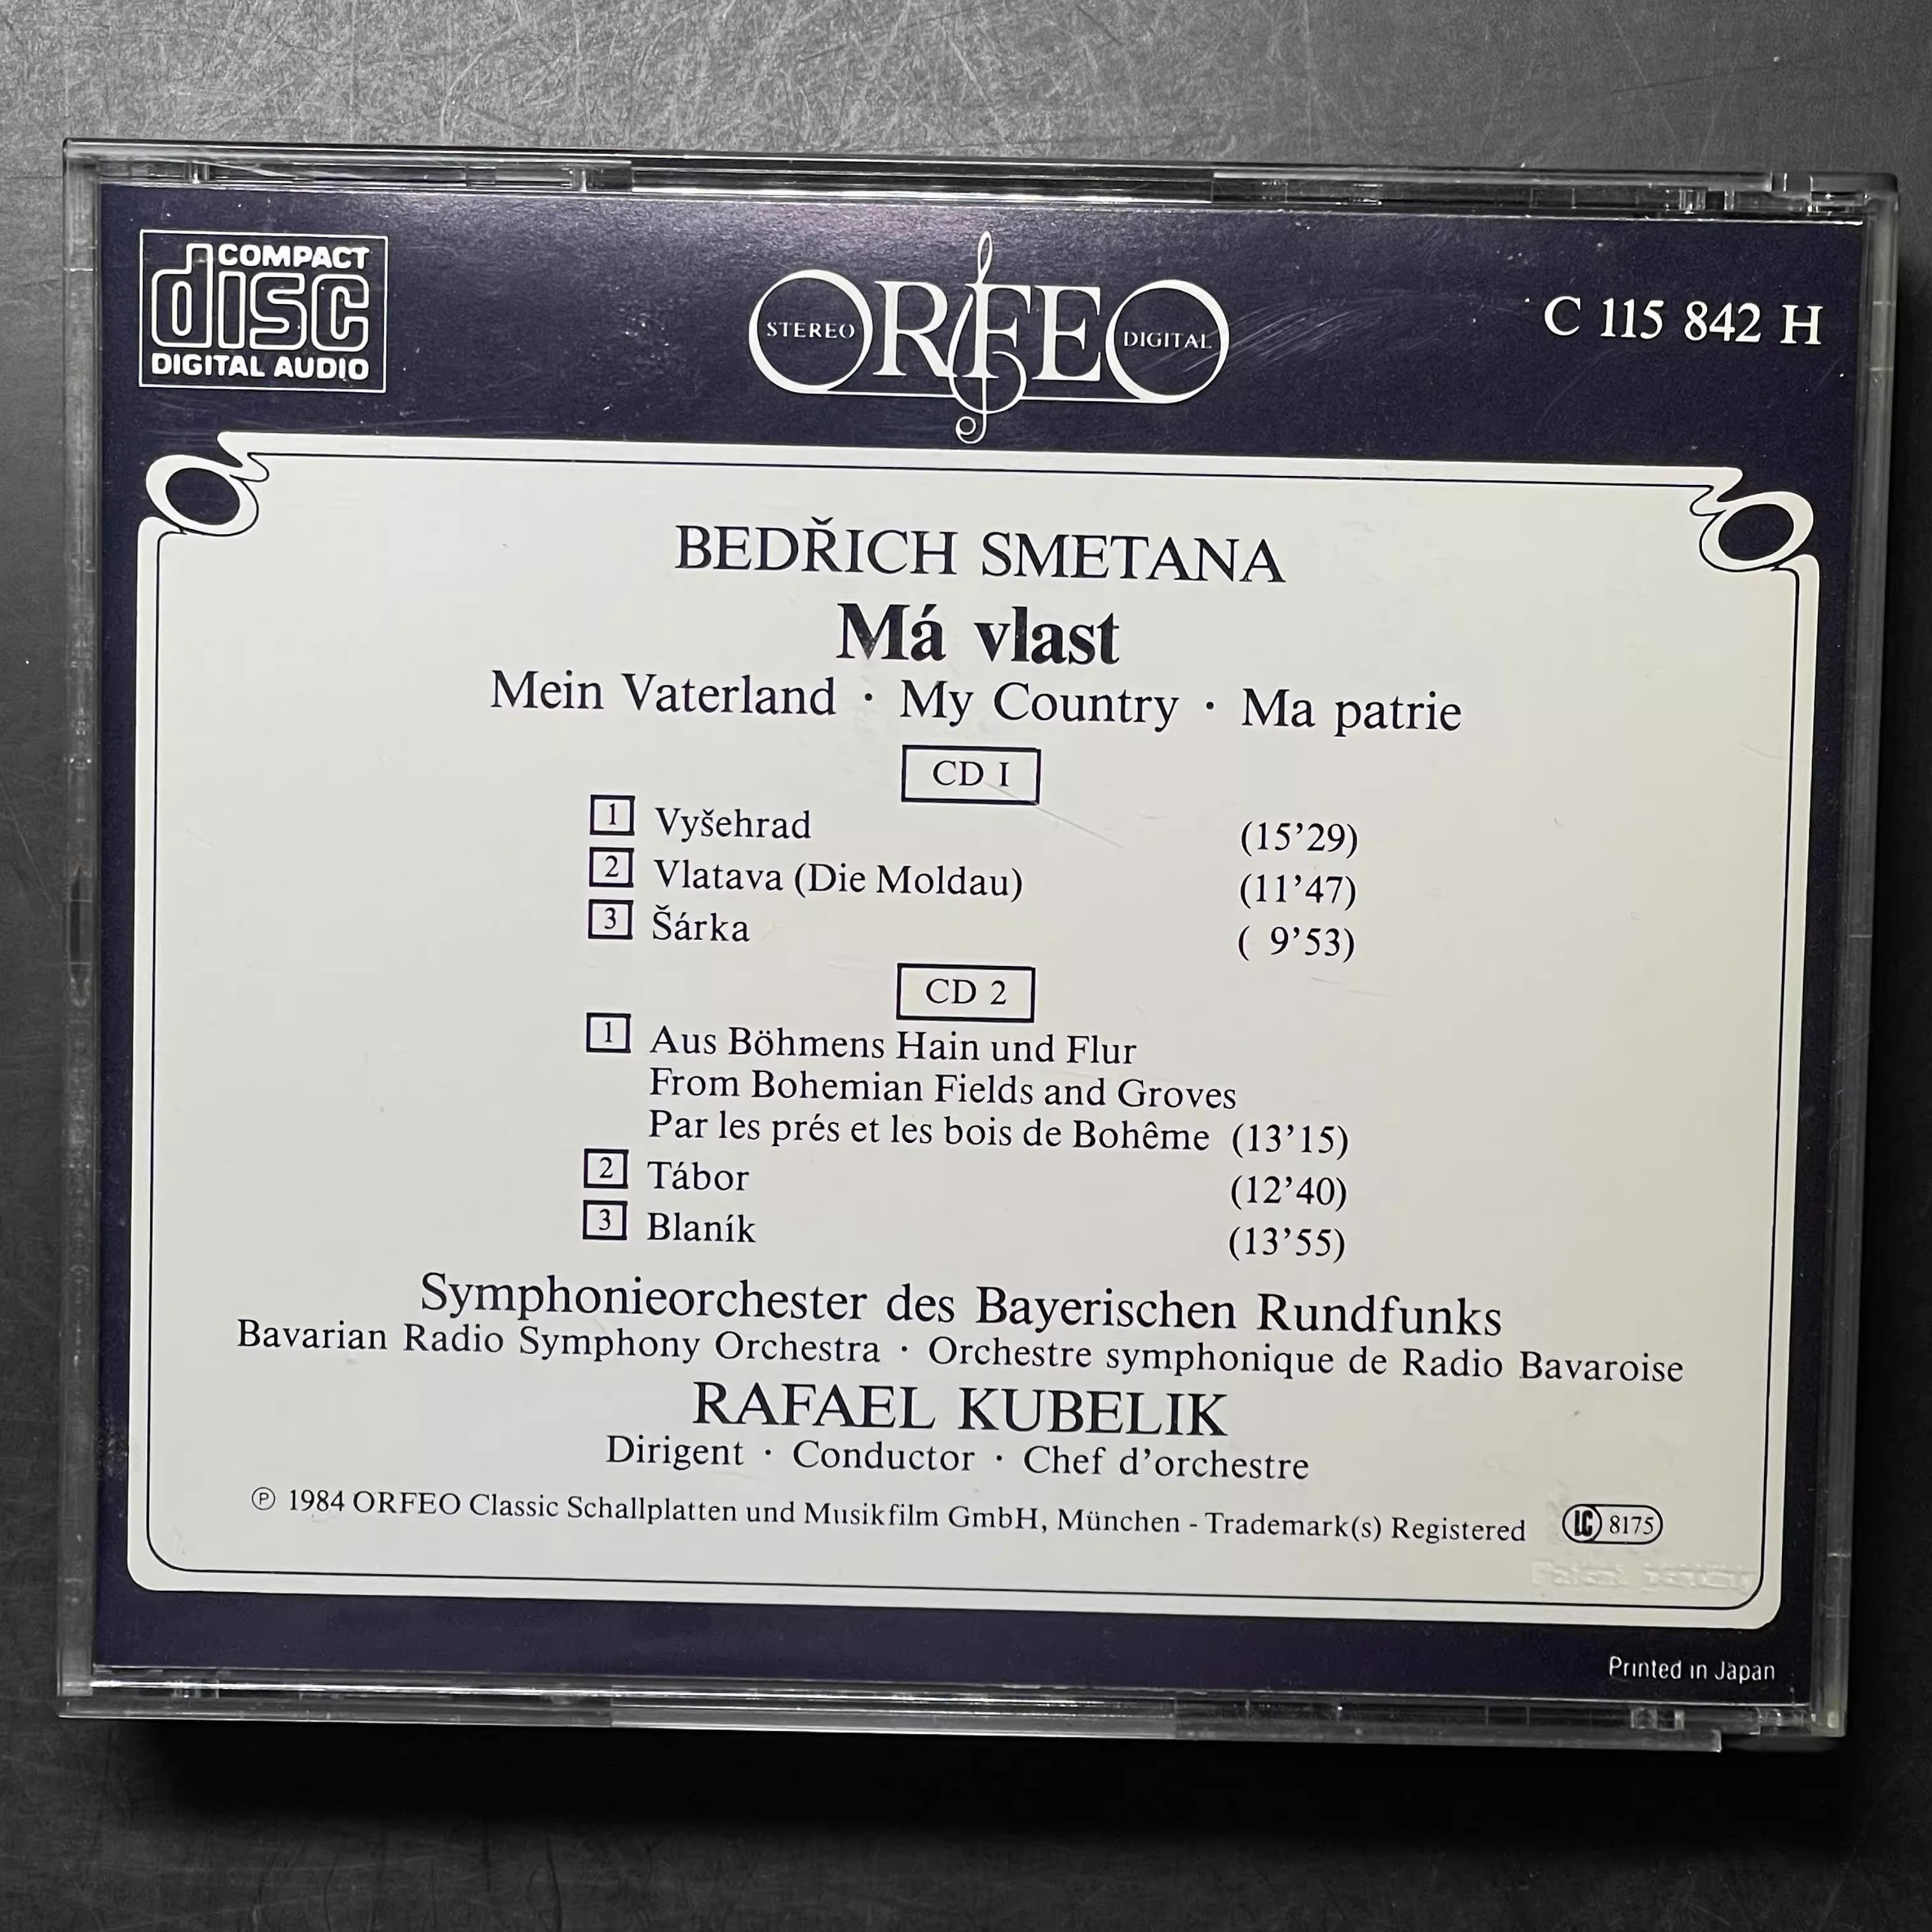 COMPACT
disc
DIGITAL AUDIO
ORFEO
STEREO
DIGITAL
C 115 842 H
BEDŘICH SMETANA
Má vlast
Mein Vaterland · My Country · Ma patrie
CD 1
1 Vyšehrad (15’29)
2 Vlatava (Die Moldau) (11’47)
3 Šárka ( 9’53)
CD 2
1 Aus Böhmens Hain und Flur
From Bohemian Fields and Groves
Par les prés et les bois de Bohême (13’15)
2 Tábor (12’40)
3 Blaník (13’55)
Symphonieorchester des Bayerischen Rundfunks
Bavarian Radio Symphony Orchestra · Orchestre symphonique de Radio Bavaroise
RAFAEL KUBELIK
Dirigent · Conductor · Chef d’orchestre
℗ 1984 ORFEO Classic Schallplatten und Musikfilm GmbH, München - Trademark(s) Registered LC 8175
Patent pending
Printed in Japan